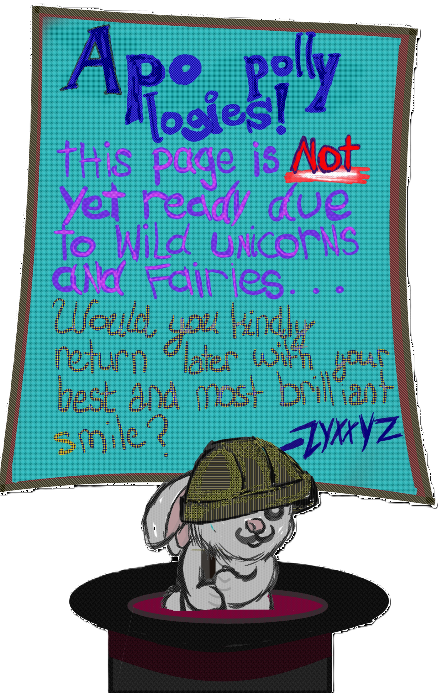 Apo polly
logies!
this page is Not
yet ready due
to wild unicorns
and Fairies. . .
Would you kindly
return later with your
best and most brilliant
smile?
-ZYXXYZ